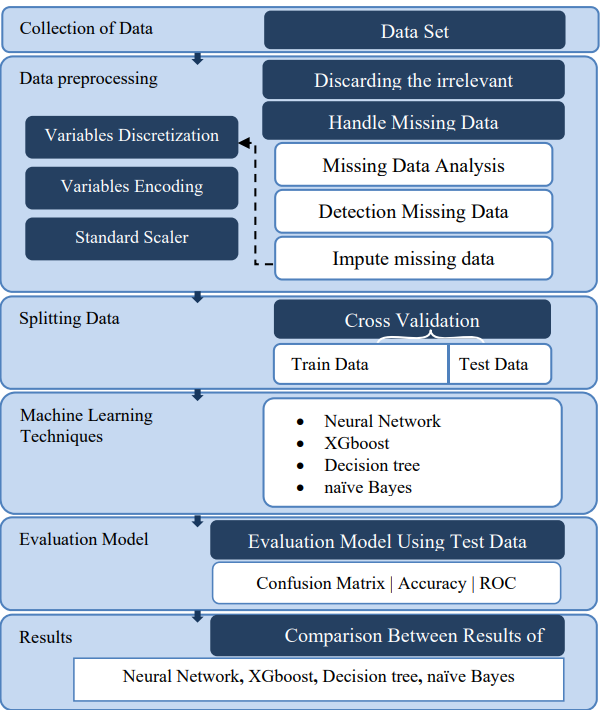 Collection of Data
Data Set
Data preprocessing
Discarding the irrelevant
Handle Missing Data
Missing Data Analysis
Detection Missing Data
Impute missing data
Variables Discretization
Variables Encoding
Standard Scaler
Splitting Data
Cross Validation
Train Data
Test Data
Machine Learning
Techniques
• Neural Network
• XGboost
• Decision tree
• naïve Bayes
Evaluation Model
Evaluation Model Using Test Data
Confusion Matrix | Accuracy | ROC
Results
Comparison Between Results of
Neural Network, XGboost, Decision tree, naïve Bayes